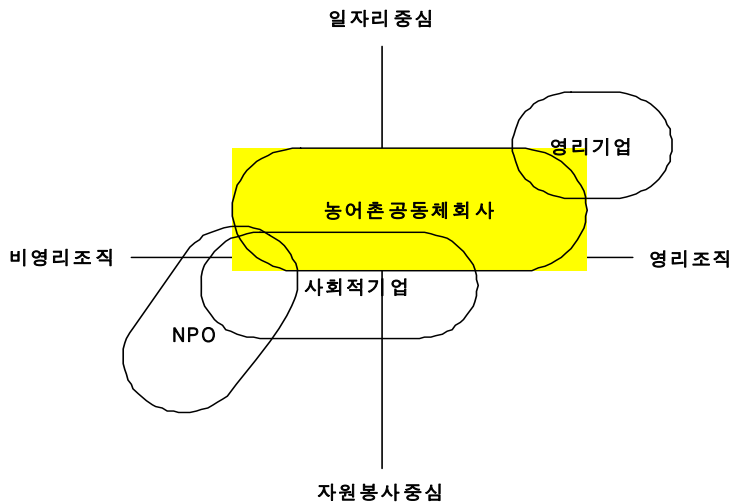 일자리중심
영리기업
농어촌공동체회사
비영리조직
영리조직
사회적기업
NPO
자원봉사중심